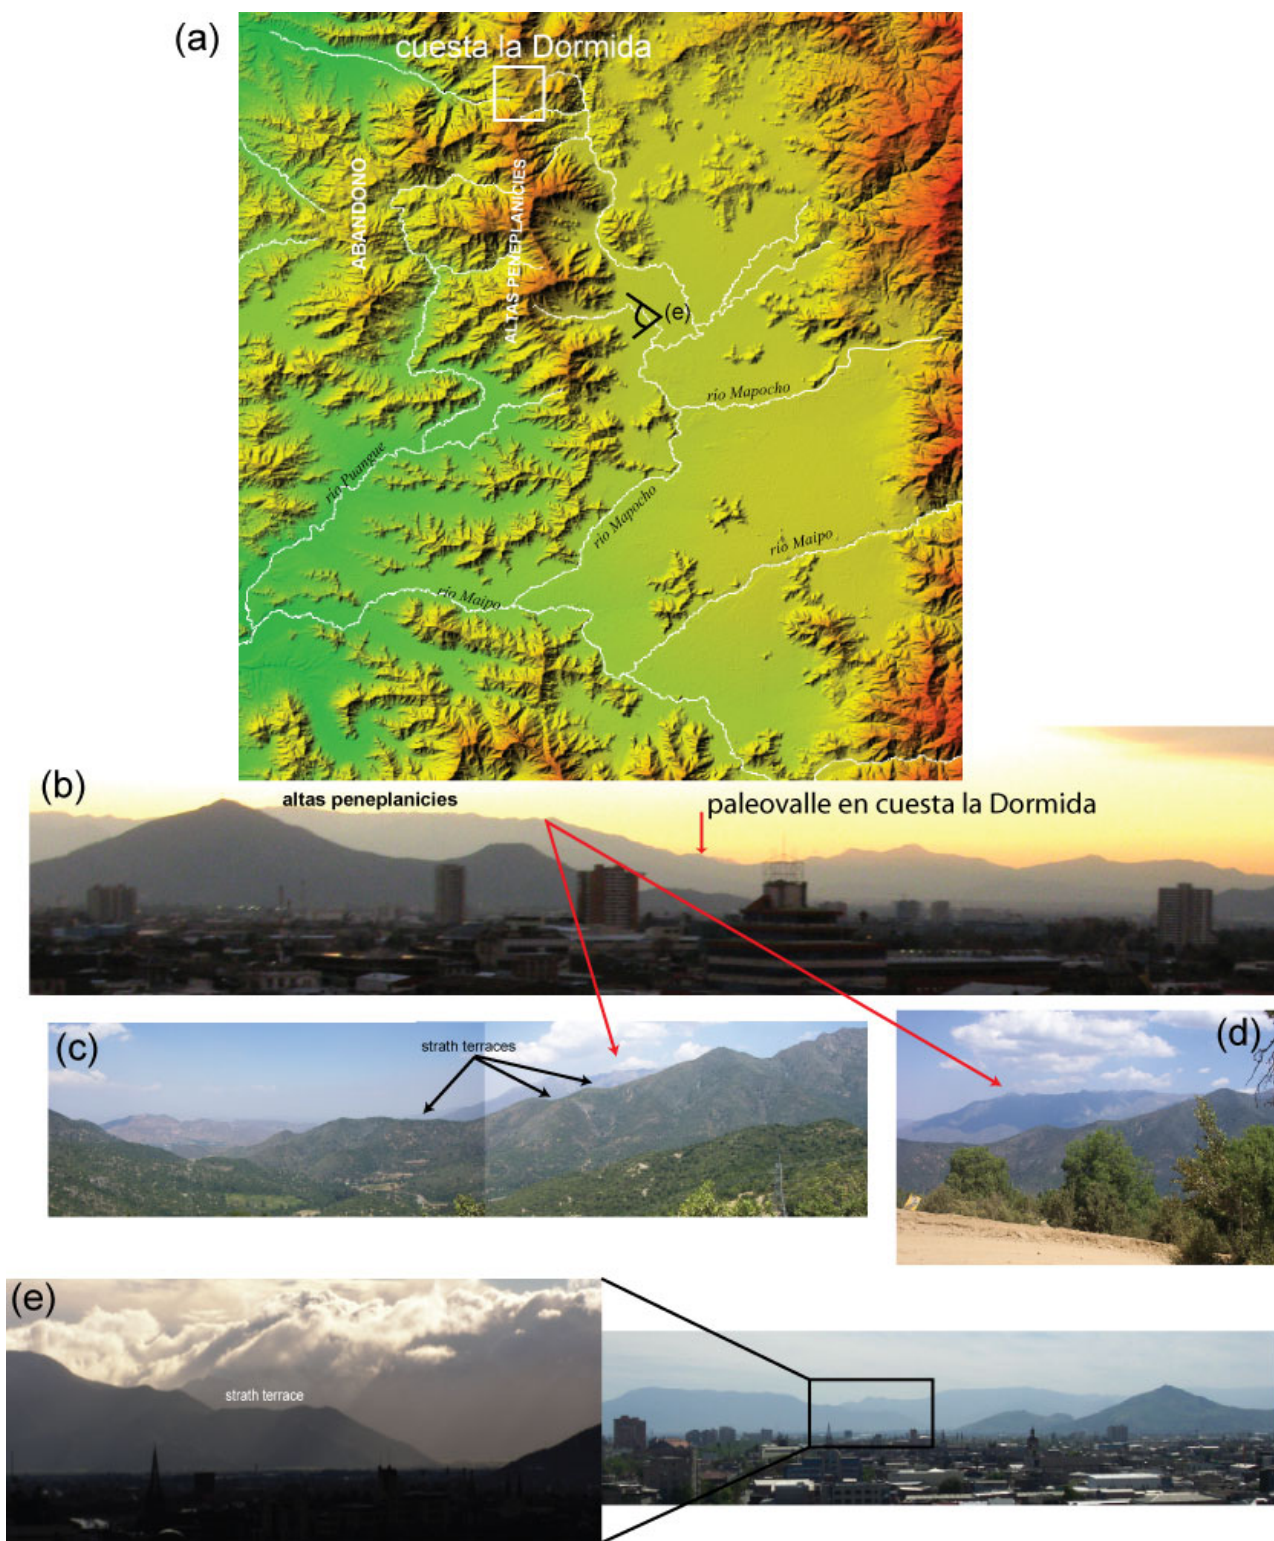 (a)
cuesta la Dormida
ABANDONO
ALTAS PENEPLANICIES
(e)
río Mapocho
río Puangue
río Mapocho
río Maipo
río Maipo
(b)
altas peneplanicies
paleovalle en cuesta la Dormida
(c)
strath terraces
(d)
(e)
strath terrace